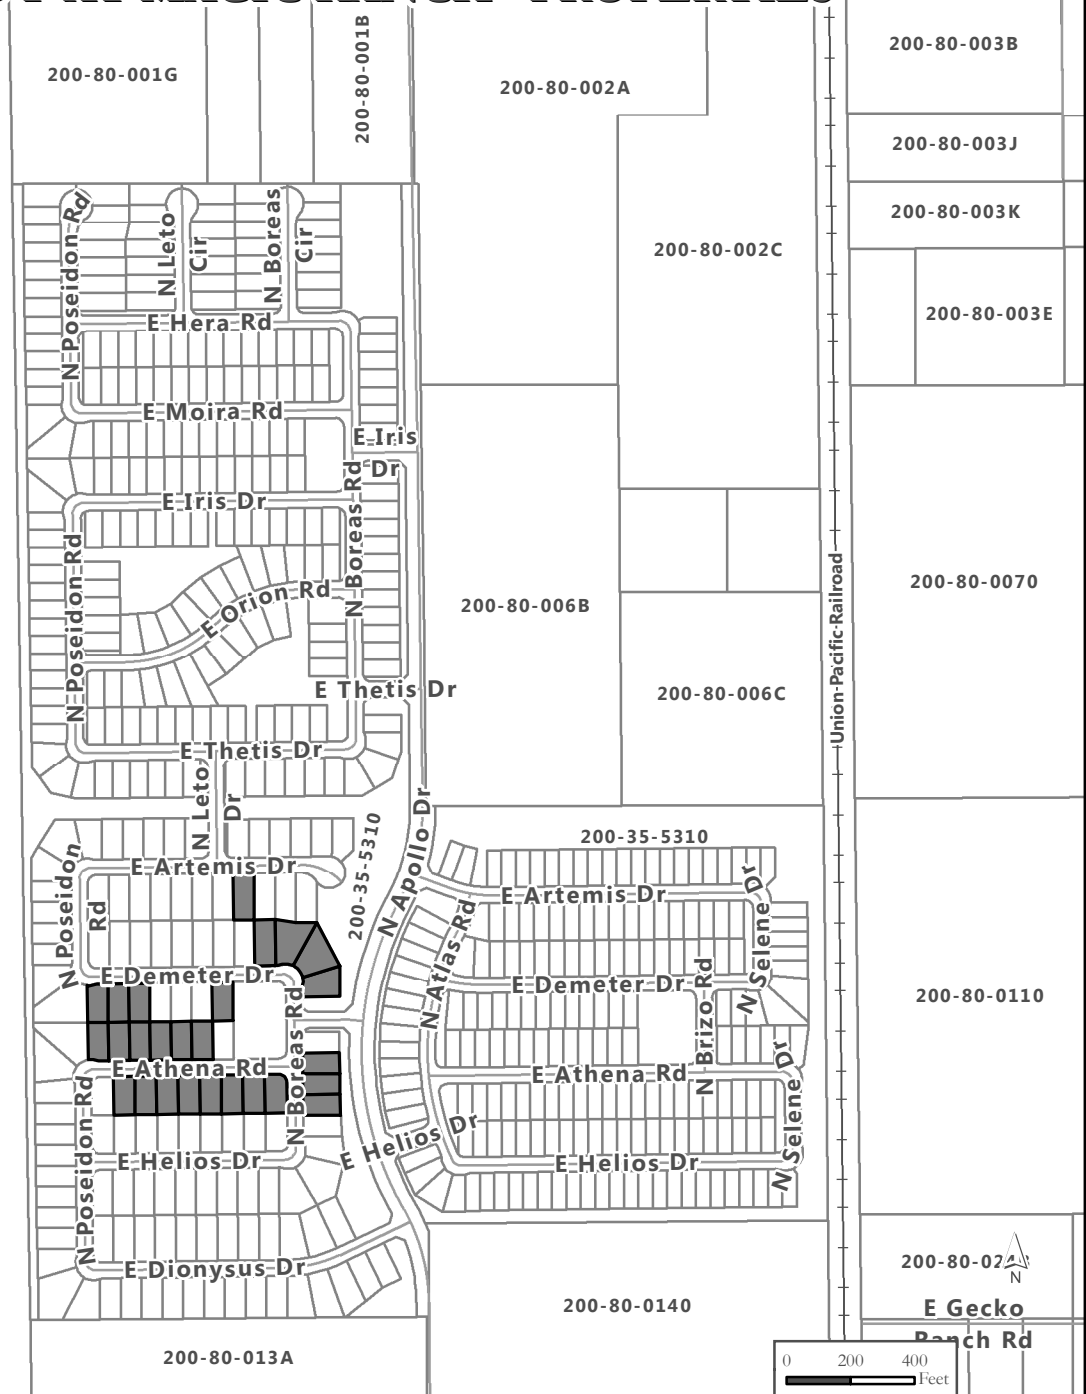 200-80-001G
200-80-001B
200-80-002A
200-80-003B
200-80-003J
200-80-003K
200-80-002C
200-80-003E
N Poseidon Rd
N Leto
Cir
N Boreas
Cir
E Hera Rd
E Moira Rd
E Iris
Dr
E Iris Dr
N Boreas Rd
N Poseidon Rd
E Orion Rd
200-80-006B
200-80-0070
Union-Pacific-Railroad
E Thetis Dr
200-80-006C
E Thetis Dr
N Leto
Dr
N Apollo Dr
200-35-5310
200-35-5310
E Artemis Dr
N Poseidon
Rd
E Artemis Dr
N Selene Dr
N Atlas Rd
E Demeter Dr
E Demeter Dr
N Brizo Rd
200-80-0110
N Boreas Rd
E Athena Rd
E Athena Rd
N Selene Dr
N Poseidon Rd
E Helios Dr
E Helios Dr
E Helios Dr
E Dionysus Dr
N
200-80-0140
E Gecko
Ranch Rd
200-80-013A
0 200 400
Feet